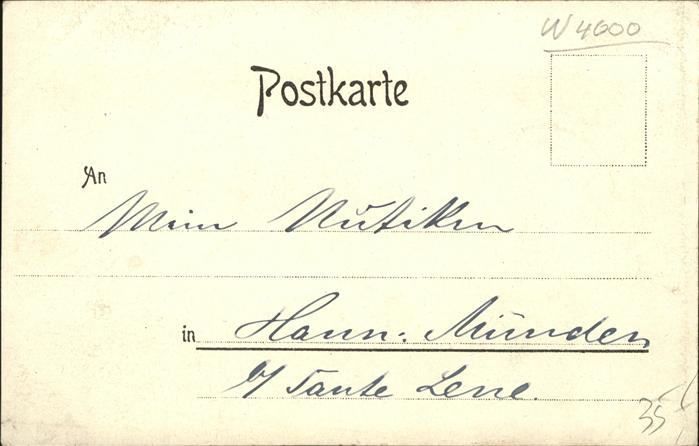 W 4600
Postkarte
An
Mein
in Hann: Münden
b/ Tante Lene.
35